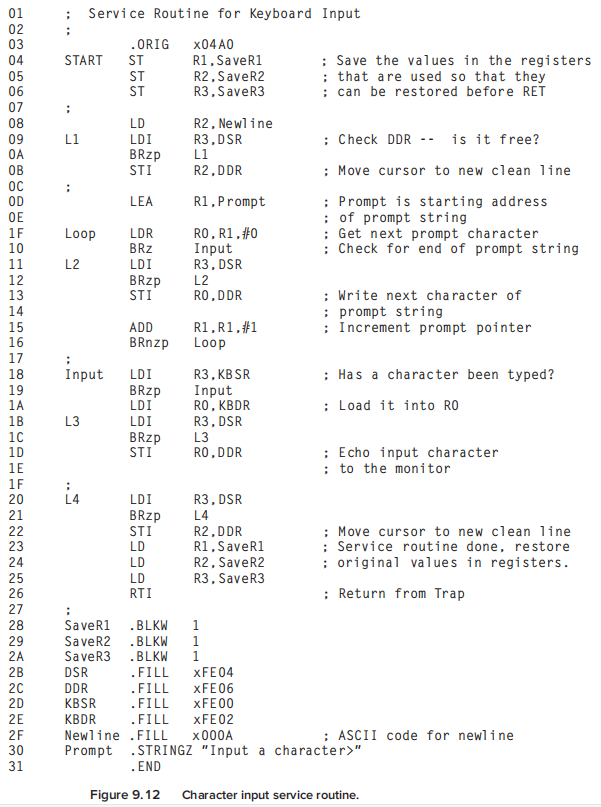 01 ; Service Routine for Keyboard Input
02 ;
03 .ORIG x04A0
04 START ST R1,SaveR1 ; Save the values in the registers
05 ST R2,SaveR2 ; that are used so that they
06 ST R3,SaveR3 ; can be restored before RET
07 ;
08 LD R2,Newline
09 L1 LDI R3,DSR ; Check DDR -- is it free?
0A BRzp L1
0B STI R2,DDR ; Move cursor to new clean line
0C ;
0D LEA R1,Prompt ; Prompt is starting address
0E ; of prompt string
1F Loop LDR R0,R1,#0 ; Get next prompt character
10 BRz Input ; Check for end of prompt string
11 L2 LDI R3,DSR
12 BRzp L2
13 STI R0,DDR ; Write next character of
14 ; prompt string
15 ADD R1,R1,#1 ; Increment prompt pointer
16 BRnzp Loop
17 ;
18 Input LDI R3,KBSR ; Has a character been typed?
19 BRzp Input
1A LDI R0,KBDR ; Load it into R0
1B L3 LDI R3,DSR
1C BRzp L3
1D STI R0,DDR ; Echo input character
1E ; to the monitor
1F ;
20 L4 LDI R3,DSR
21 BRzp L4
22 STI R2,DDR ; Move cursor to new clean line
23 LD R1,SaveR1 ; Service routine done, restore
24 LD R2,SaveR2 ; original values in registers.
25 LD R3,SaveR3
26 RTI ; Return from Trap
27 ;
28 SaveR1 .BLKW 1
29 SaveR2 .BLKW 1
2A SaveR3 .BLKW 1
2B DSR .FILL xFE04
2C DDR .FILL xFE06
2D KBSR .FILL xFE00
2E KBDR .FILL xFE02
2F Newline .FILL x000A ; ASCII code for newline
30 Prompt .STRINGZ "Input a character>"
31 .END
Figure 9.12 Character input service routine.